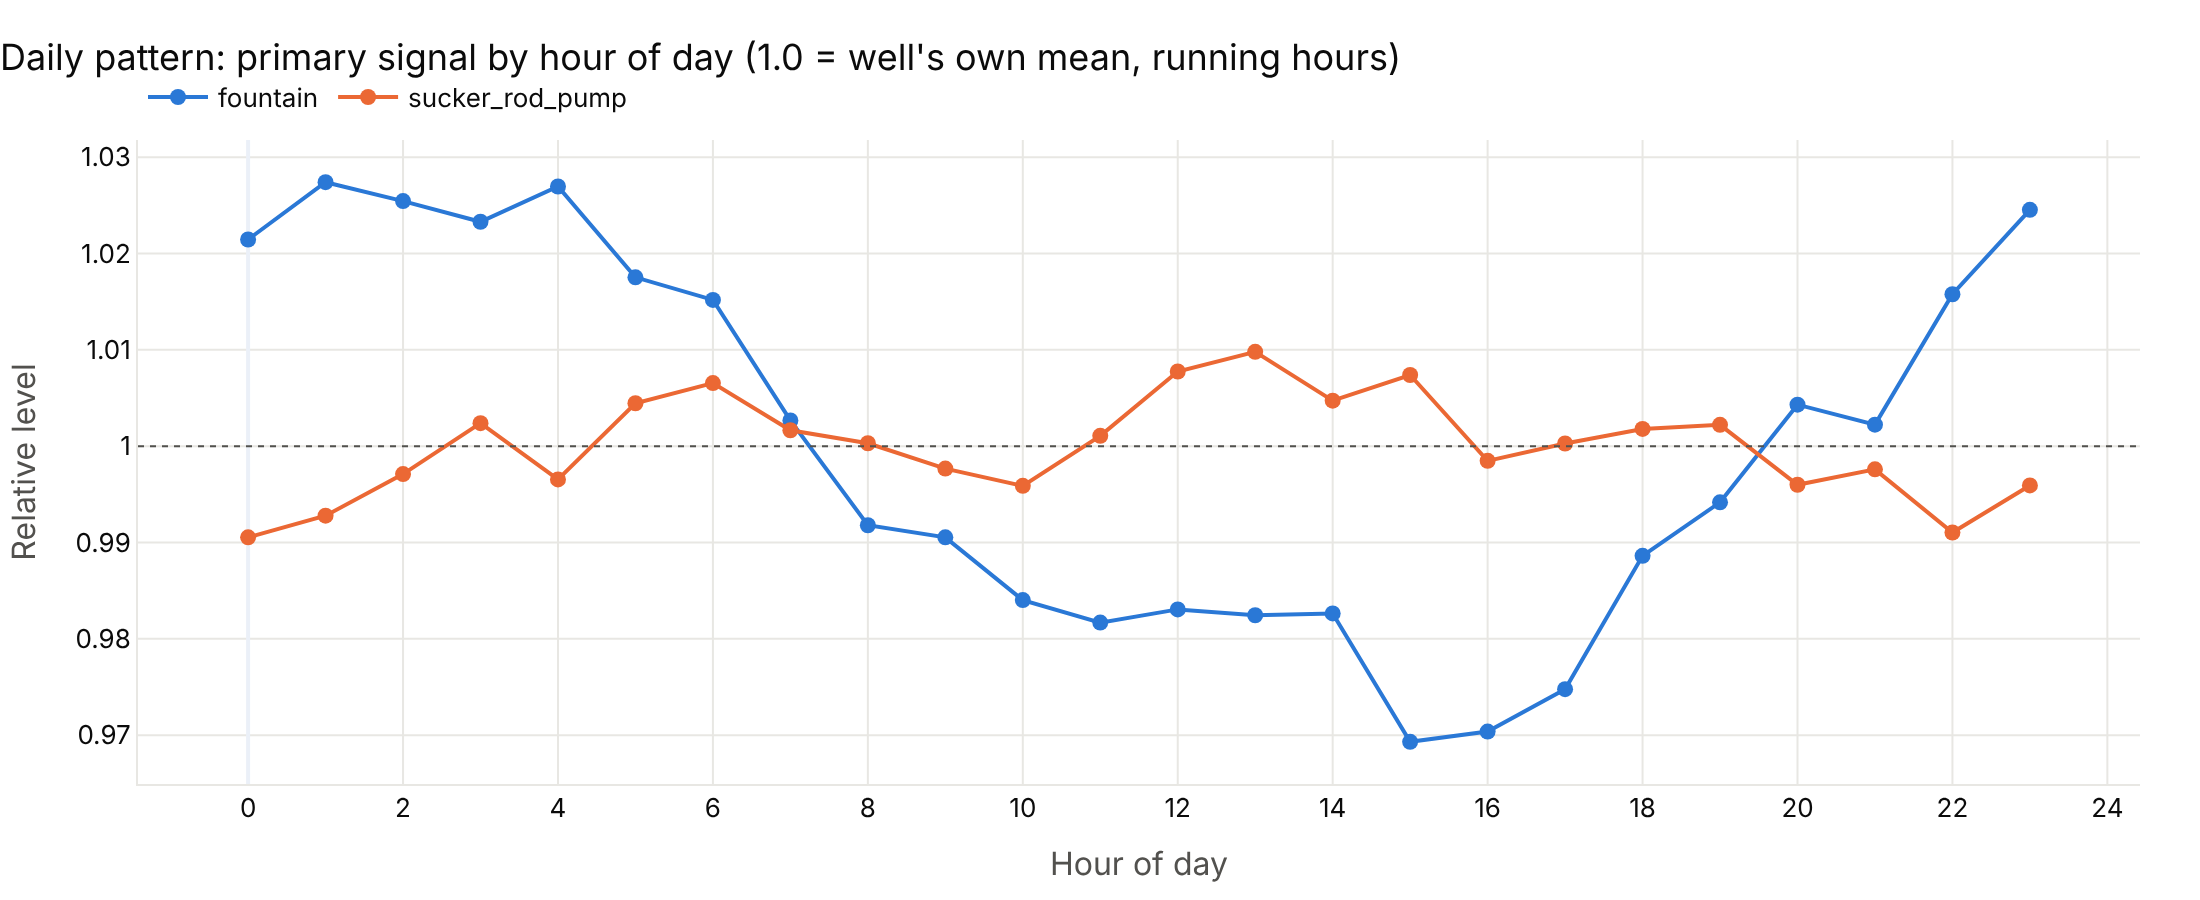 Daily pattern: primary signal by hour of day (1.0 = well's own mean, running hours)
fountain sucker_rod_pump
1.03
1.02
1.01
1
0.99
0.98
0.97
Relative level
0 2 4 6 8 10 12 14 16 18 20 22 24
Hour of day